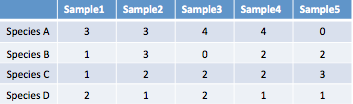 Sample1 Sample2 Sample3 Sample4 Sample5
Species A 3 3 4 4 0
Species B 1 3 0 2 2
Species C 1 2 2 2 3
Species D 2 1 2 1 1